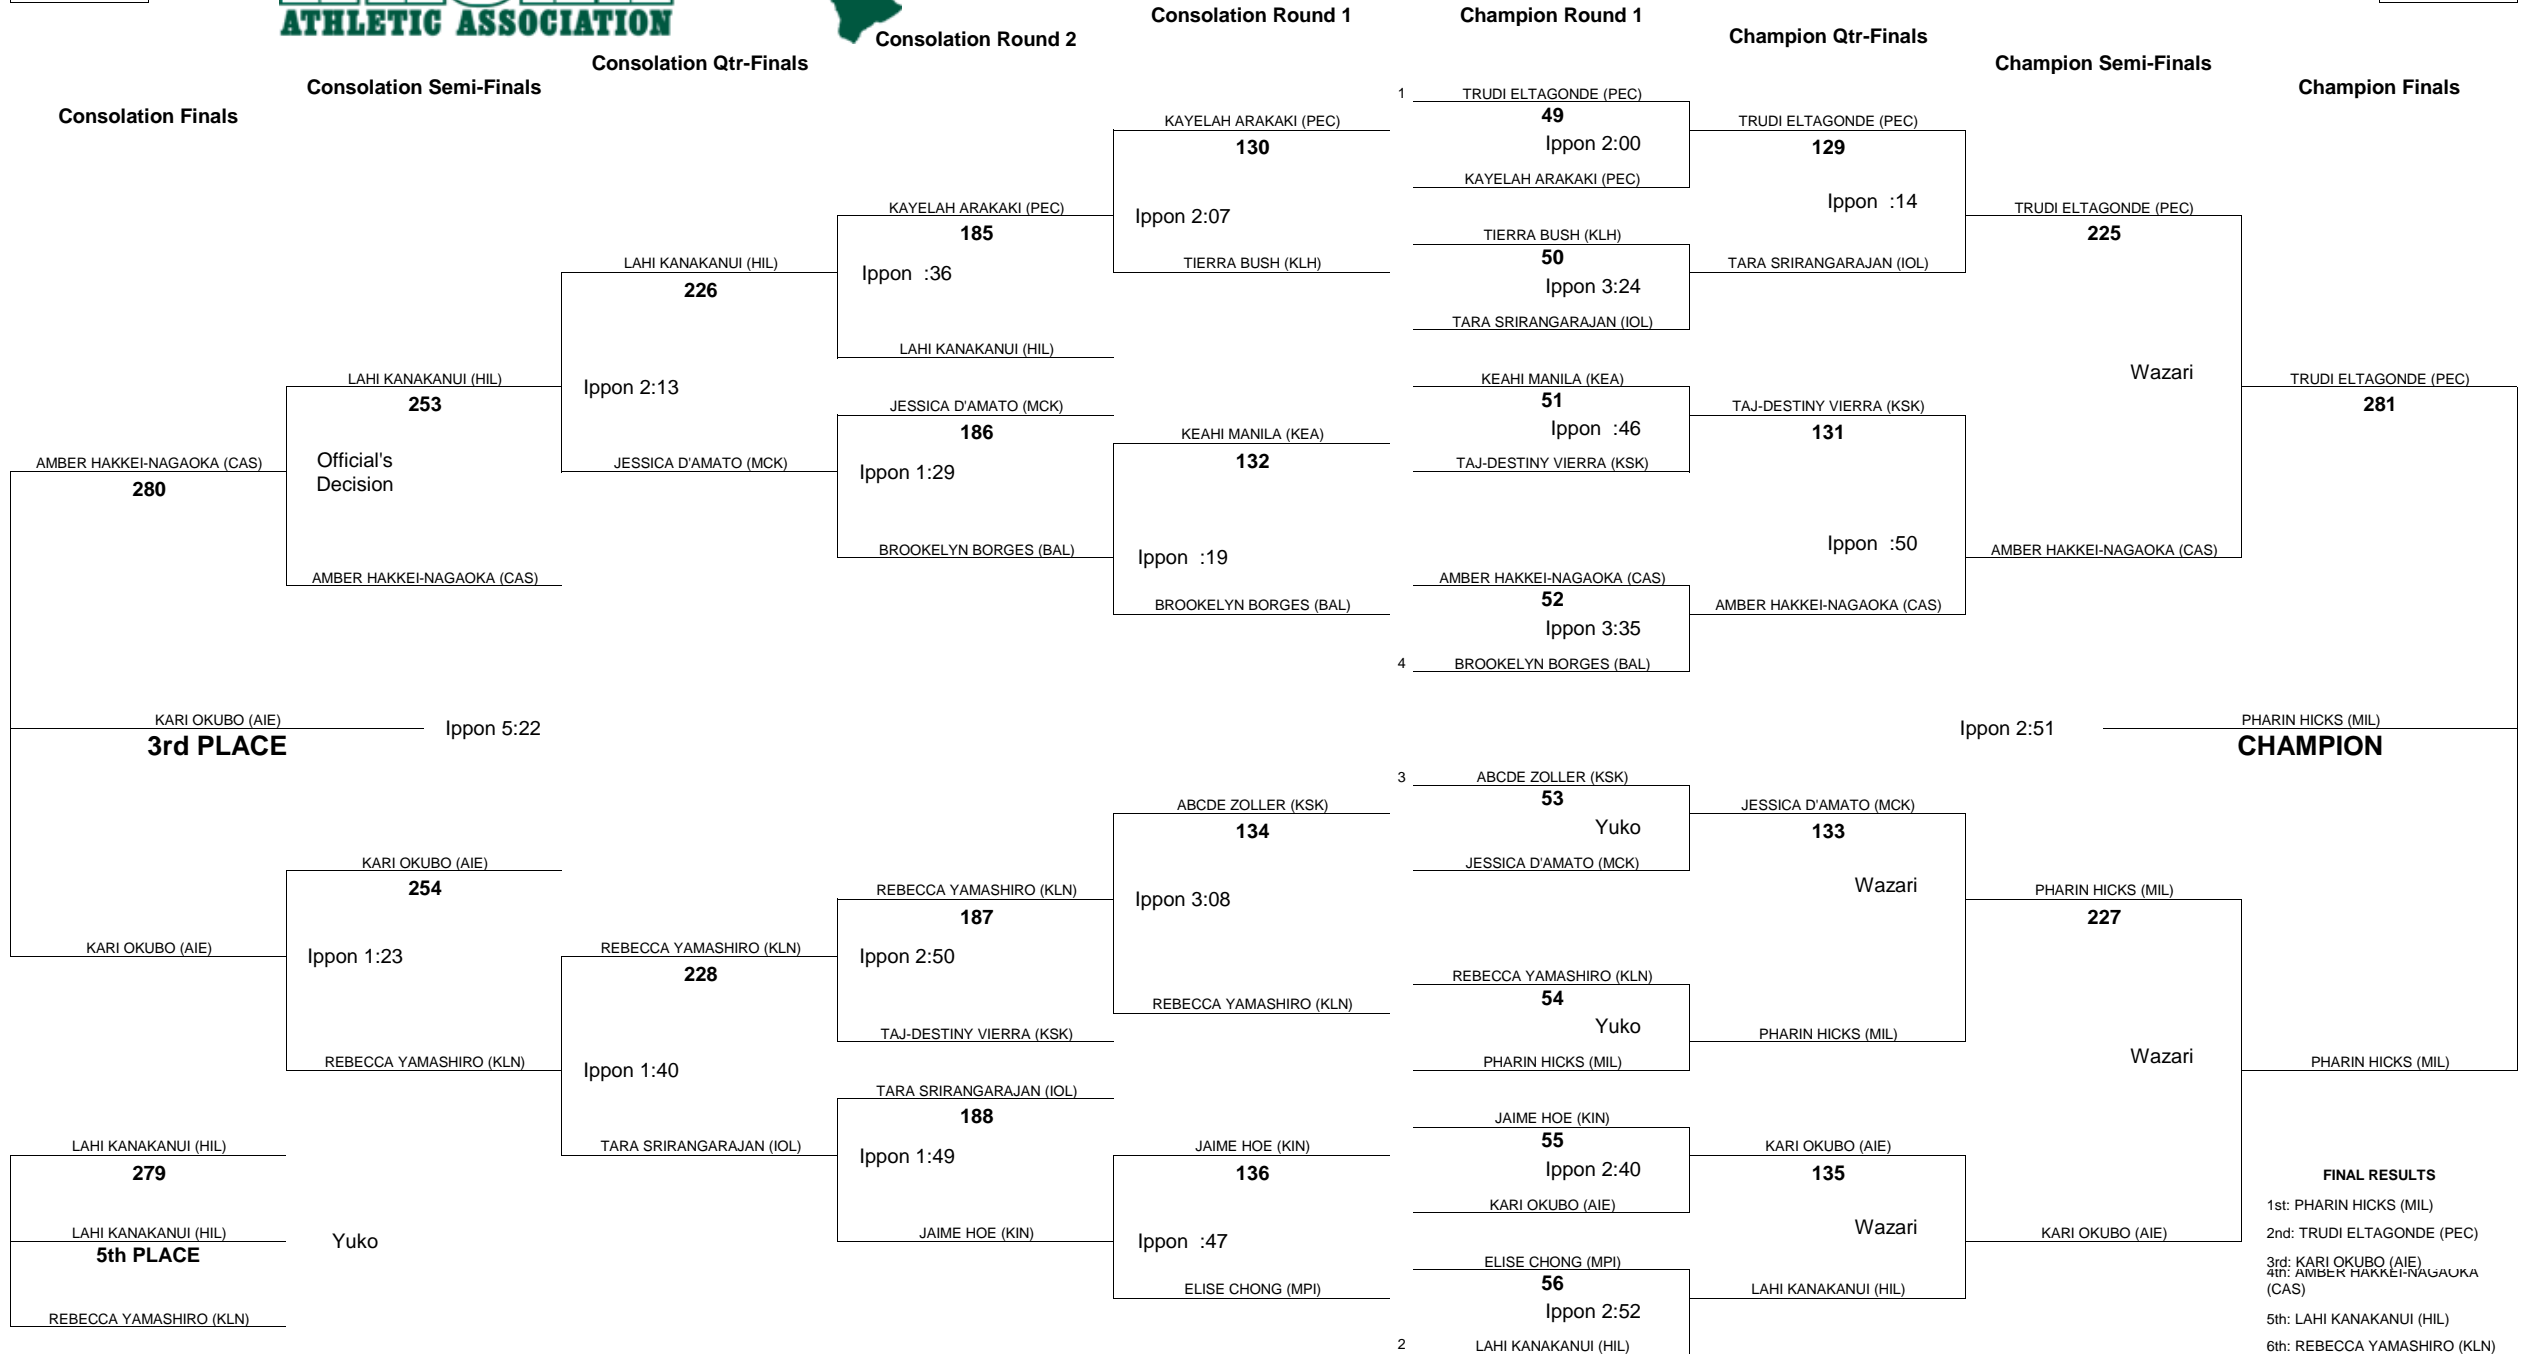 ATHLETIC ASSOCIATION
Consolation Finals
Consolation Semi-Finals
Consolation Qtr-Finals
Consolation Round 2
Consolation Round 1
Champion Round 1
Champion Qtr-Finals
Champion Semi-Finals
Champion Finals
AMBER HAKKEI-NAGAOKA (CAS)
280
KARI OKUBO (AIE)
3rd PLACE
Ippon 5:22
KARI OKUBO (AIE)
LAHI KANAKANUI (HIL)
279
LAHI KANAKANUI (HIL)
5th PLACE
Yuko
REBECCA YAMASHIRO (KLN)
LAHI KANAKANUI (HIL)
253
Official's
Decision
AMBER HAKKEI-NAGAOKA (CAS)
KARI OKUBO (AIE)
254
Ippon 1:23
REBECCA YAMASHIRO (KLN)
LAHI KANAKANUI (HIL)
226
Ippon 2:13
JESSICA D'AMATO (MCK)
REBECCA YAMASHIRO (KLN)
228
Ippon 1:40
TARA SRIRANGARAJAN (IOL)
KAYELAH ARAKAKI (PEC)
185
Ippon :36
LAHI KANAKANUI (HIL)
JESSICA D'AMATO (MCK)
186
Ippon 1:29
BROOKELYN BORGES (BAL)
REBECCA YAMASHIRO (KLN)
187
Ippon 2:50
TAJ-DESTINY VIERRA (KSK)
TARA SRIRANGARAJAN (IOL)
188
Ippon 1:49
JAIME HOE (KIN)
KAYELAH ARAKAKI (PEC)
130
Ippon 2:07
TIERRA BUSH (KLH)
KEAHI MANILA (KEA)
132
Ippon :19
BROOKELYN BORGES (BAL)
ABCDE ZOLLER (KSK)
134
Ippon 3:08
REBECCA YAMASHIRO (KLN)
JAIME HOE (KIN)
136
Ippon :47
ELISE CHONG (MPI)
1 TRUDI ELTAGONDE (PEC)
49
Ippon 2:00
KAYELAH ARAKAKI (PEC)
TIERRA BUSH (KLH)
50
Ippon 3:24
TARA SRIRANGARAJAN (IOL)
KEAHI MANILA (KEA)
51
Ippon :46
TAJ-DESTINY VIERRA (KSK)
AMBER HAKKEI-NAGAOKA (CAS)
52
Ippon 3:35
4 BROOKELYN BORGES (BAL)
3 ABCDE ZOLLER (KSK)
53
Yuko
JESSICA D'AMATO (MCK)
REBECCA YAMASHIRO (KLN)
54
Yuko
PHARIN HICKS (MIL)
JAIME HOE (KIN)
55
Ippon 2:40
KARI OKUBO (AIE)
ELISE CHONG (MPI)
56
Ippon 2:52
2 LAHI KANAKANUI (HIL)
TRUDI ELTAGONDE (PEC)
129
Ippon :14
TARA SRIRANGARAJAN (IOL)
TAJ-DESTINY VIERRA (KSK)
131
Ippon :50
AMBER HAKKEI-NAGAOKA (CAS)
JESSICA D'AMATO (MCK)
133
Wazari
PHARIN HICKS (MIL)
KARI OKUBO (AIE)
135
Wazari
LAHI KANAKANUI (HIL)
TRUDI ELTAGONDE (PEC)
225
Wazari
AMBER HAKKEI-NAGAOKA (CAS)
PHARIN HICKS (MIL)
227
Wazari
KARI OKUBO (AIE)
TRUDI ELTAGONDE (PEC)
281
Ippon 2:51
PHARIN HICKS (MIL)
CHAMPION
PHARIN HICKS (MIL)
FINAL RESULTS
1st: PHARIN HICKS (MIL)
2nd: TRUDI ELTAGONDE (PEC)
3rd: KARI OKUBO (AIE)
4th: AMBER HAKKEI-NAGAOKA
(CAS)
5th: LAHI KANAKANUI (HIL)
6th: REBECCA YAMASHIRO (KLN)